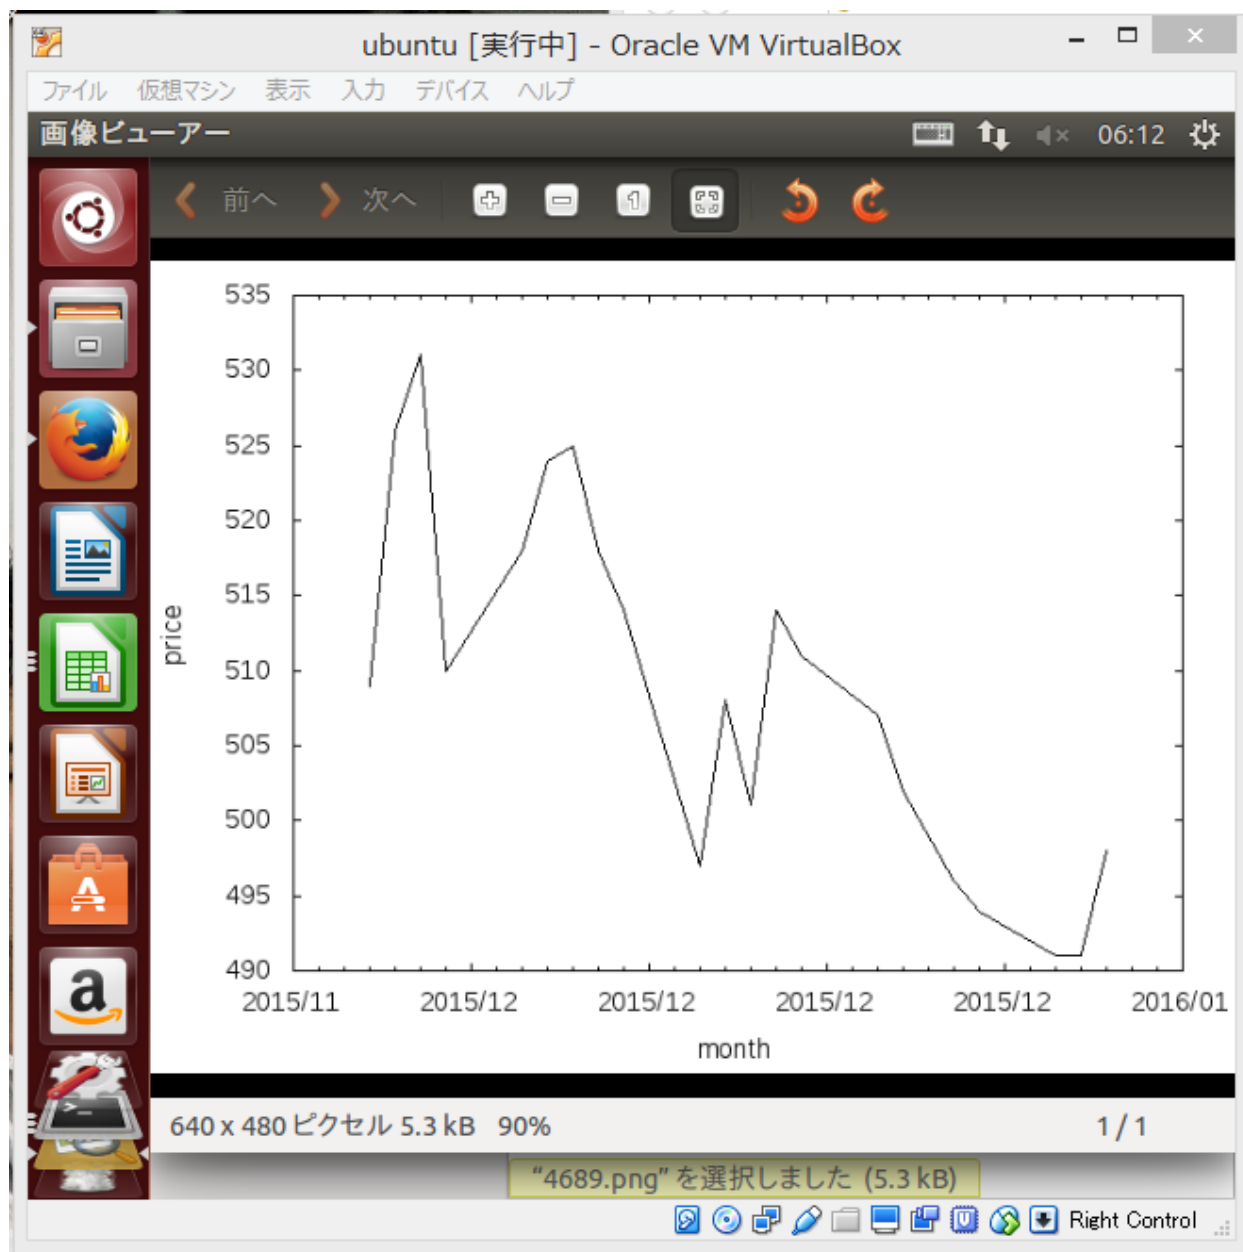 ubuntu [実行中] - Oracle VM VirtualBox
ファイル 仮想マシン 表示 入力 デバイス ヘルプ
画像ビューアー 06:12
前へ 次へ 1
535
530
525
520
515
510
505
500
495
490
price
2015/11 2015/12 2015/12 2015/12 2015/12 2016/01
month
640 x 480 ピクセル 5.3 kB 90% 1 / 1
“4689.png” を選択しました (5.3 kB)
Right Control